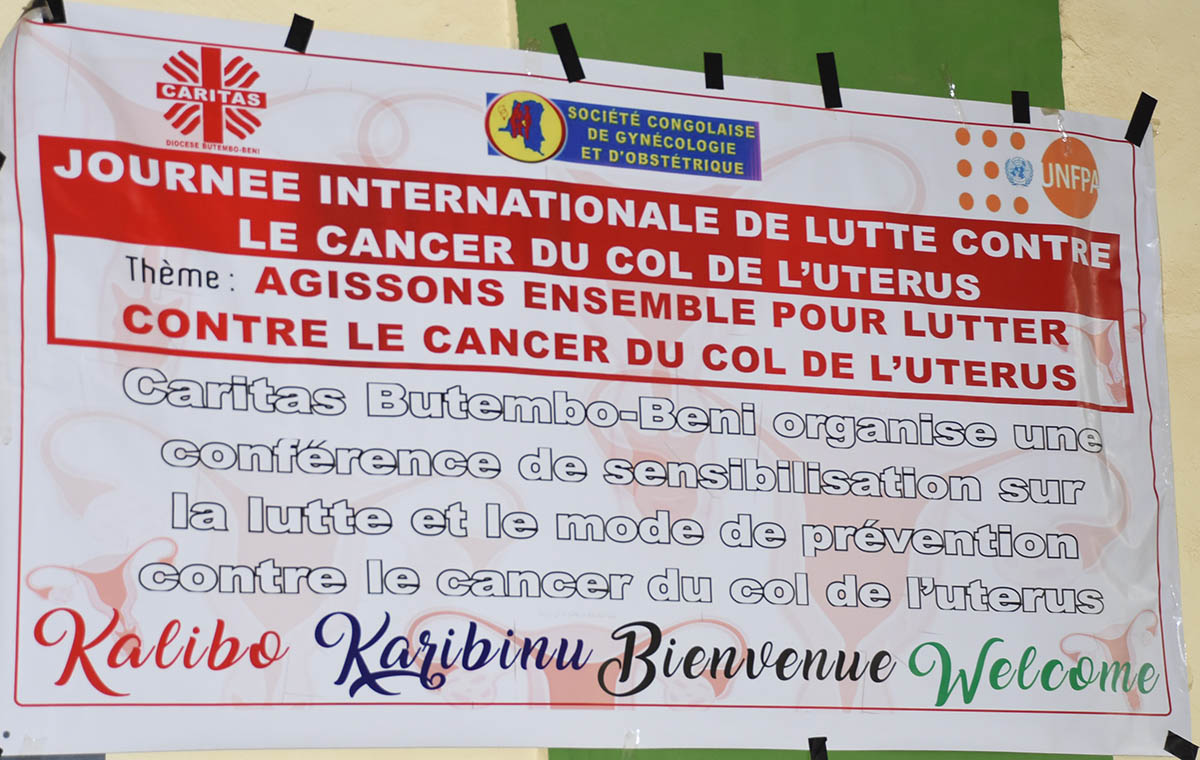 CARITAS
DIOCESE BUTEMBO-BENI
SOCIÉTÉ CONGOLAISE
DE GYNÉCOLOGIE
ET D'OBSTÉTRIQUE
UNFPA
JOURNEE INTERNATIONALE DE LUTTE CONTRE
LE CANCER DU COL DE L'UTERUS
Thème : AGISSONS ENSEMBLE POUR LUTTER
CONTRE LE CANCER DU COL DE L'UTERUS
Caritas Butembo-Beni organise une
conférence de sensibilisation sur
la lutte et le mode de prévention
contre le cancer du col de l'uterus
Kalibo Karibinu Bienvenue Welcome